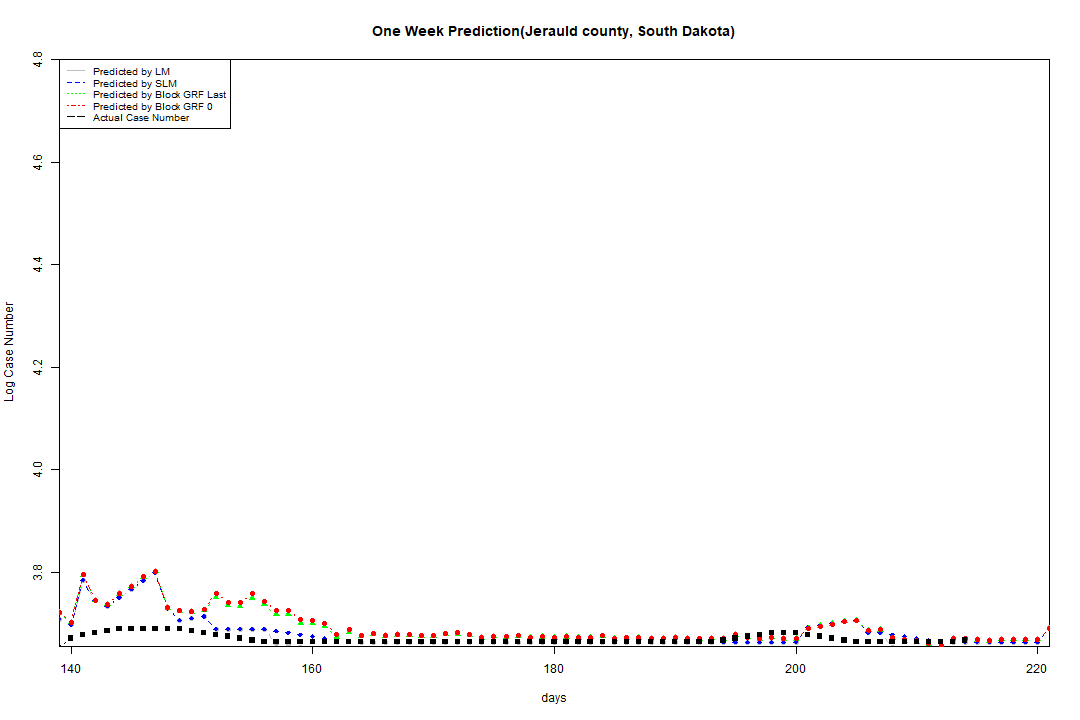 One Week Prediction(Jerauld county, South Dakota)
Predicted by LM
Predicted by SLM
Predicted by Block GRF Last
Predicted by Block GRF 0
Actual Case Number
4.8
4.6
4.4
4.2
4.0
3.8
Log Case Number
140 160 180 200 220
days